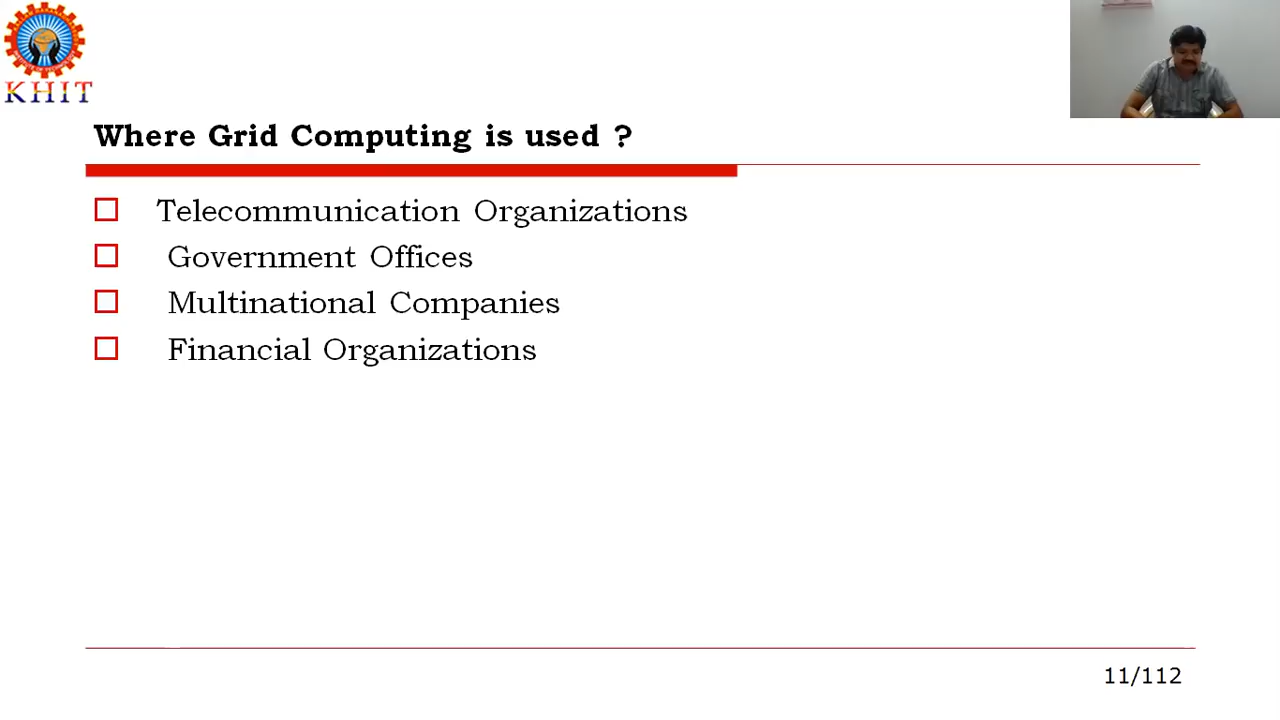 KHIT
Where Grid Computing is used ?
Telecommunication Organizations
Government Offices
Multinational Companies
Financial Organizations
11/112